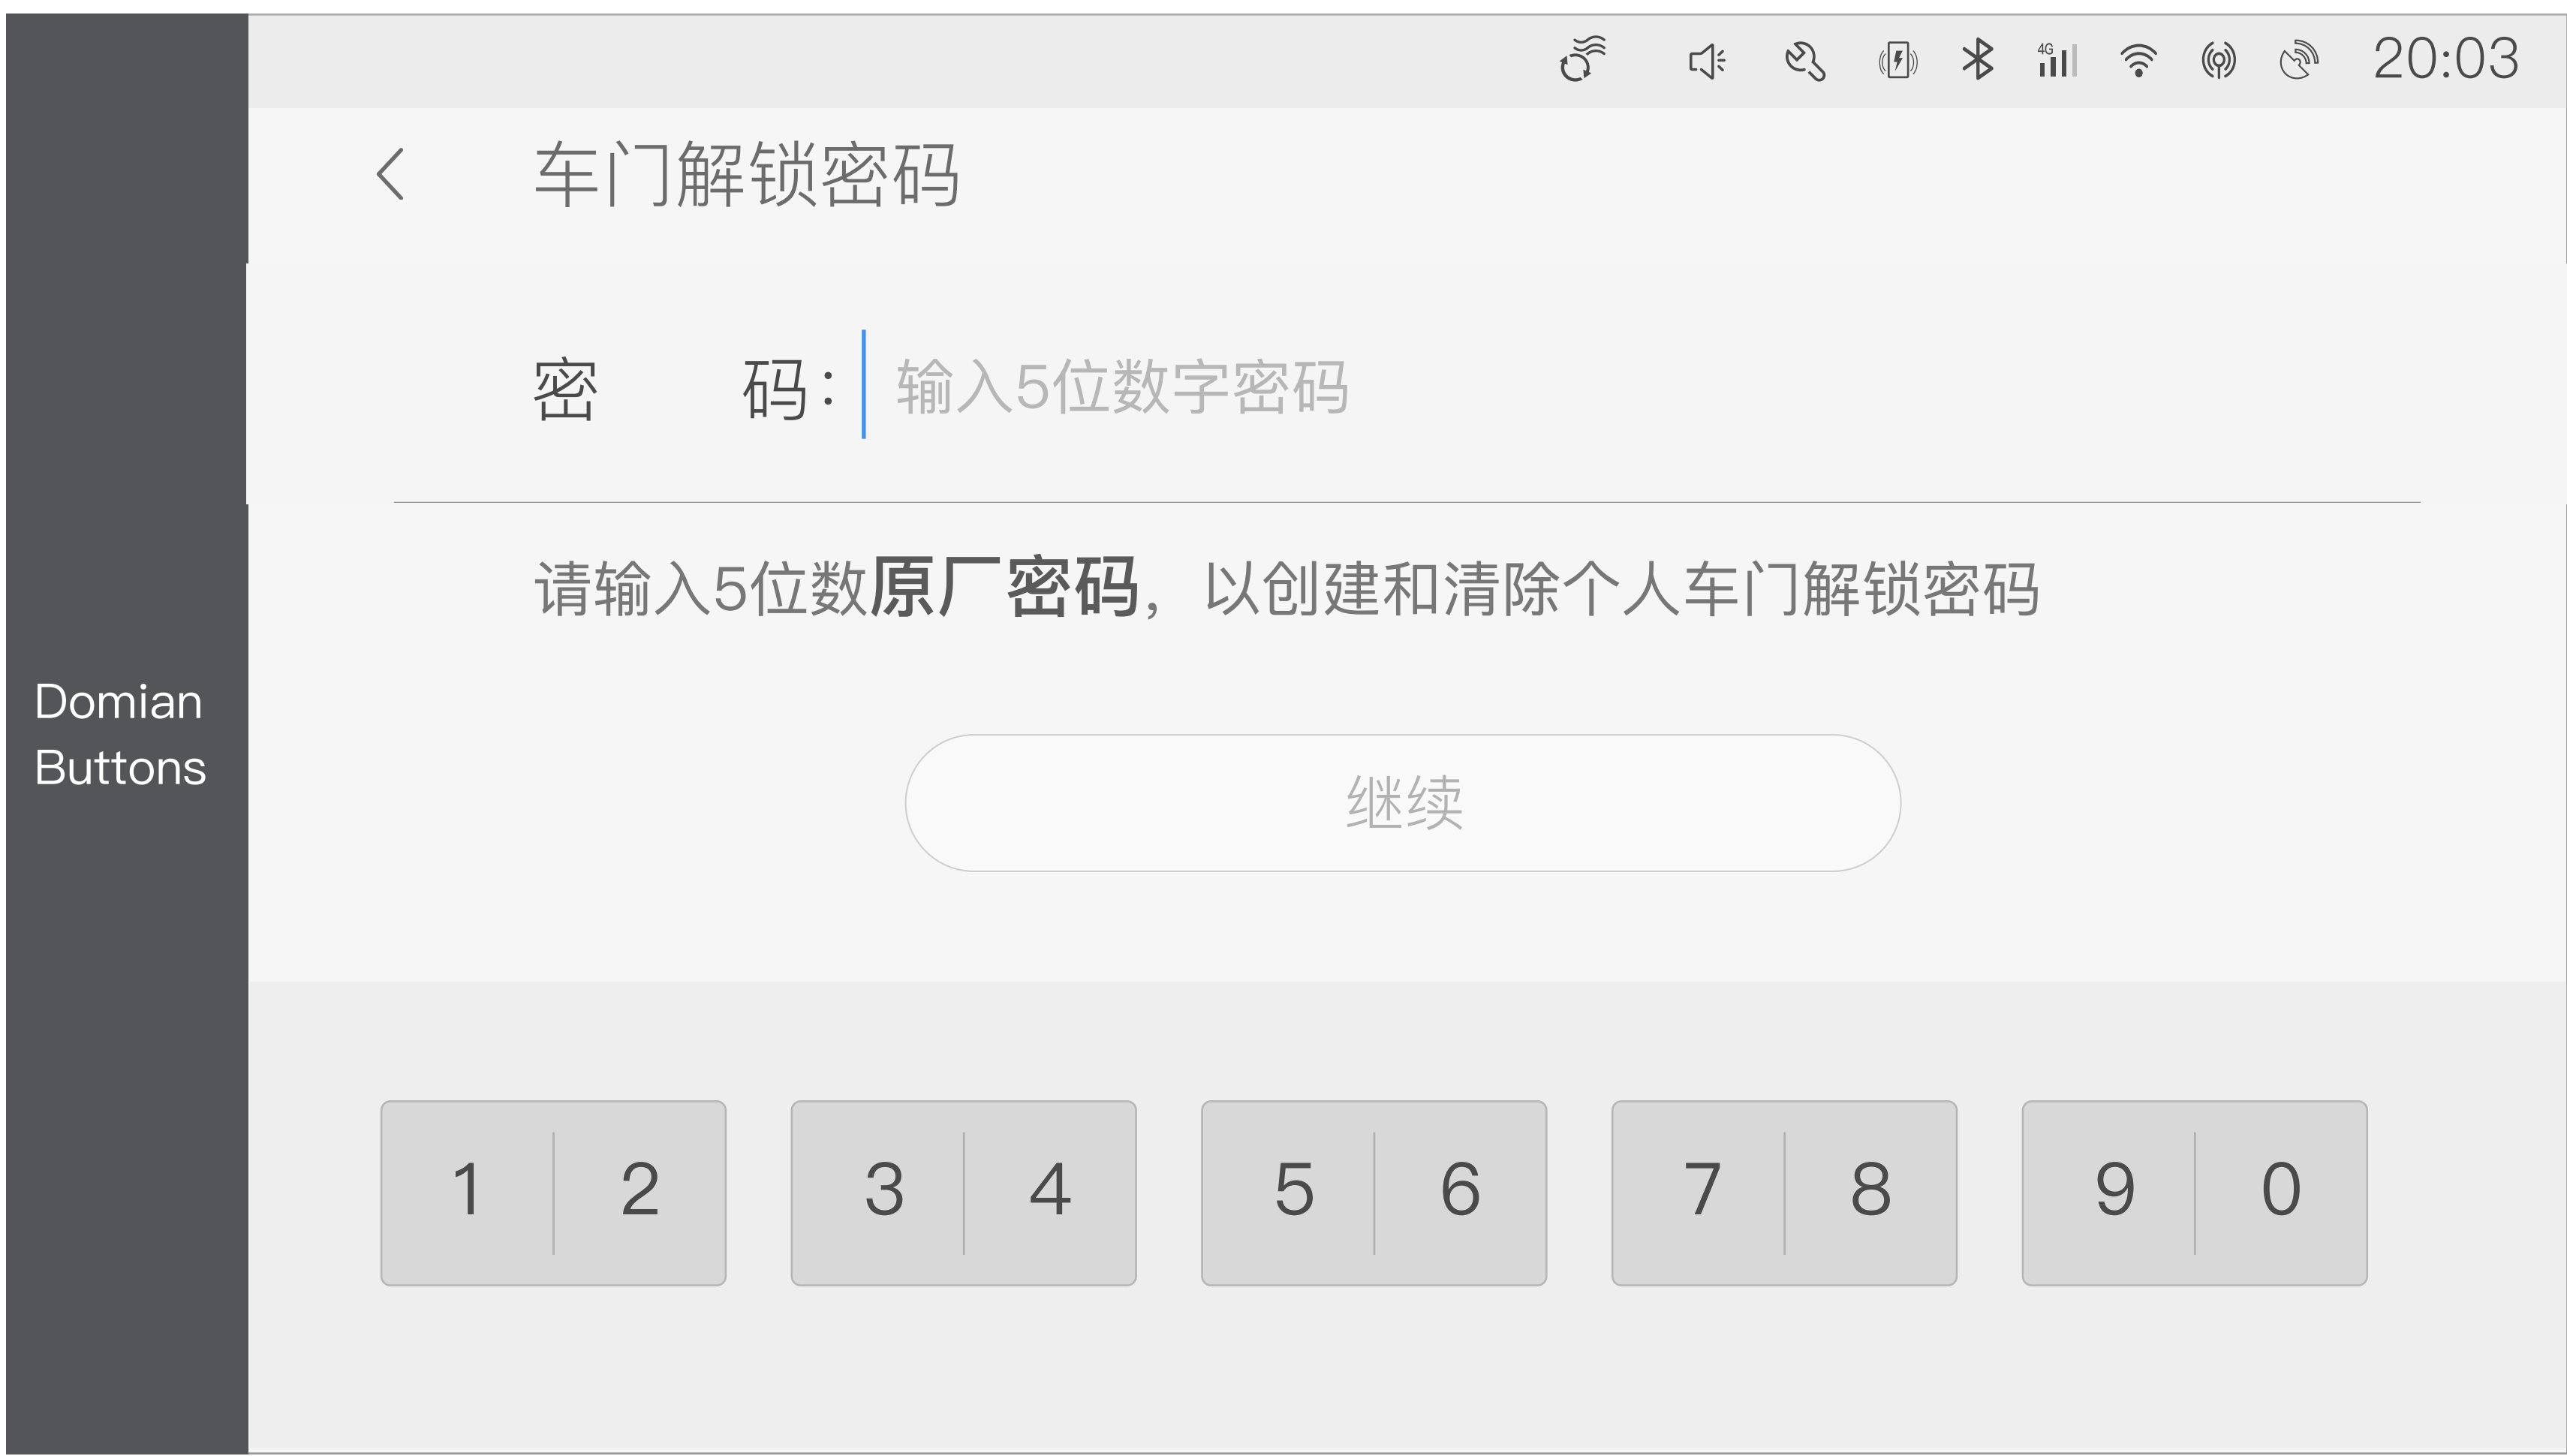 4G
20:03
车门解锁密码
密 码: 输入5位数字密码
请输入5位数原厂密码，以创建和清除个人车门解锁密码
Domian
Buttons
继续
1 2 3 4 5 6 7 8 9 0